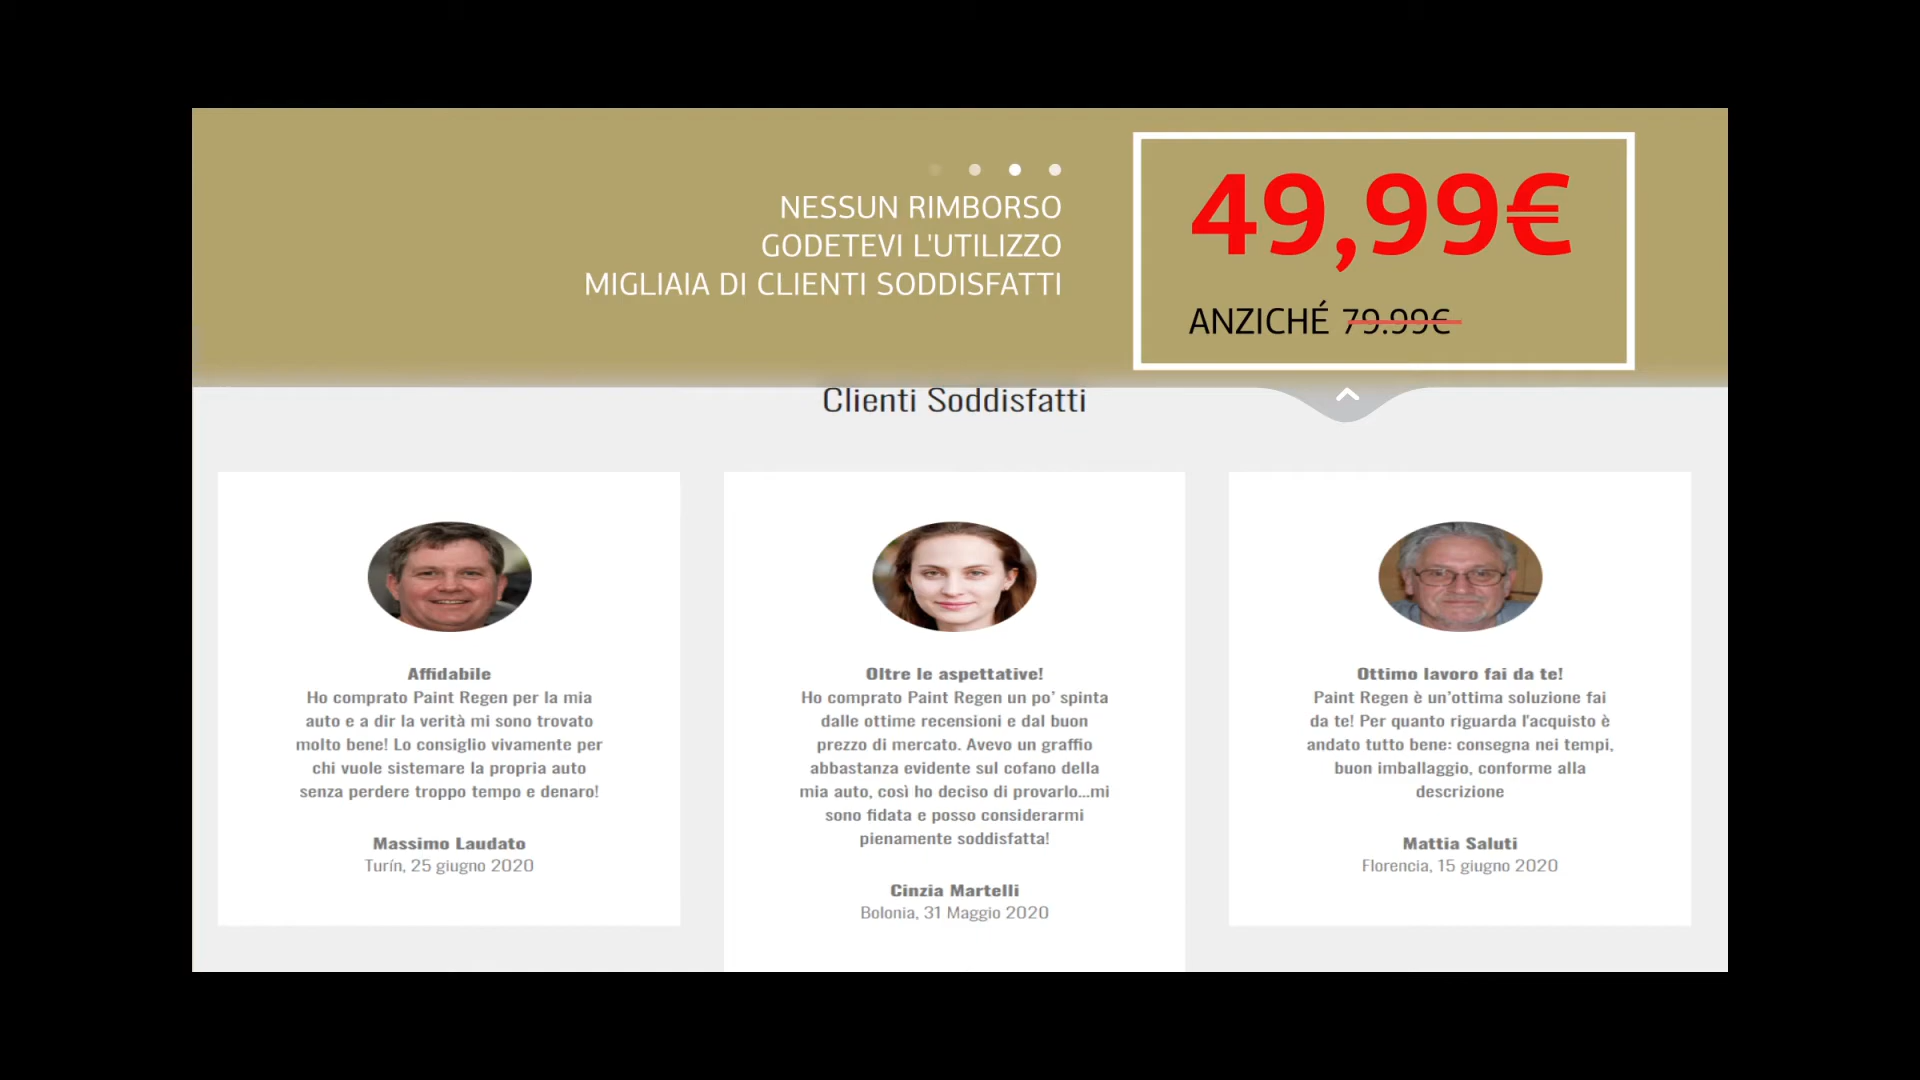 NESSUN RIMBORSO
GODETEVI L'UTILIZZO
MIGLIAIA DI CLIENTI SODDISFATTI
49,99€
ANZICHÉ 79.99€
Clienti Soddisfatti
Affidabile
Ho comprato Paint Regen per la mia
auto e a dir la verità mi sono trovato
molto bene! Lo consiglio vivamente per
chi vuole sistemare la propria auto
senza perdere troppo tempo e denaro!
Massimo Laudato
Turín, 25 giugno 2020
Oltre le aspettative!
Ho comprato Paint Regen un po’ spinta
dalle ottime recensioni e dal buon
prezzo di mercato. Avevo un graffio
abbastanza evidente sul cofano della
mia auto, così ho deciso di provarlo...mi
sono fidata e posso considerarmi
pienamente soddisfatta!
Cinzia Martelli
Bolonia, 31 Maggio 2020
Ottimo lavoro fai da te!
Paint Regen è un’ottima soluzione fai
da te! Per quanto riguarda l'acquisto è
andato tutto bene: consegna nei tempi,
buon imballaggio, conforme alla
descrizione
Mattia Saluti
Florencia, 15 giugno 2020